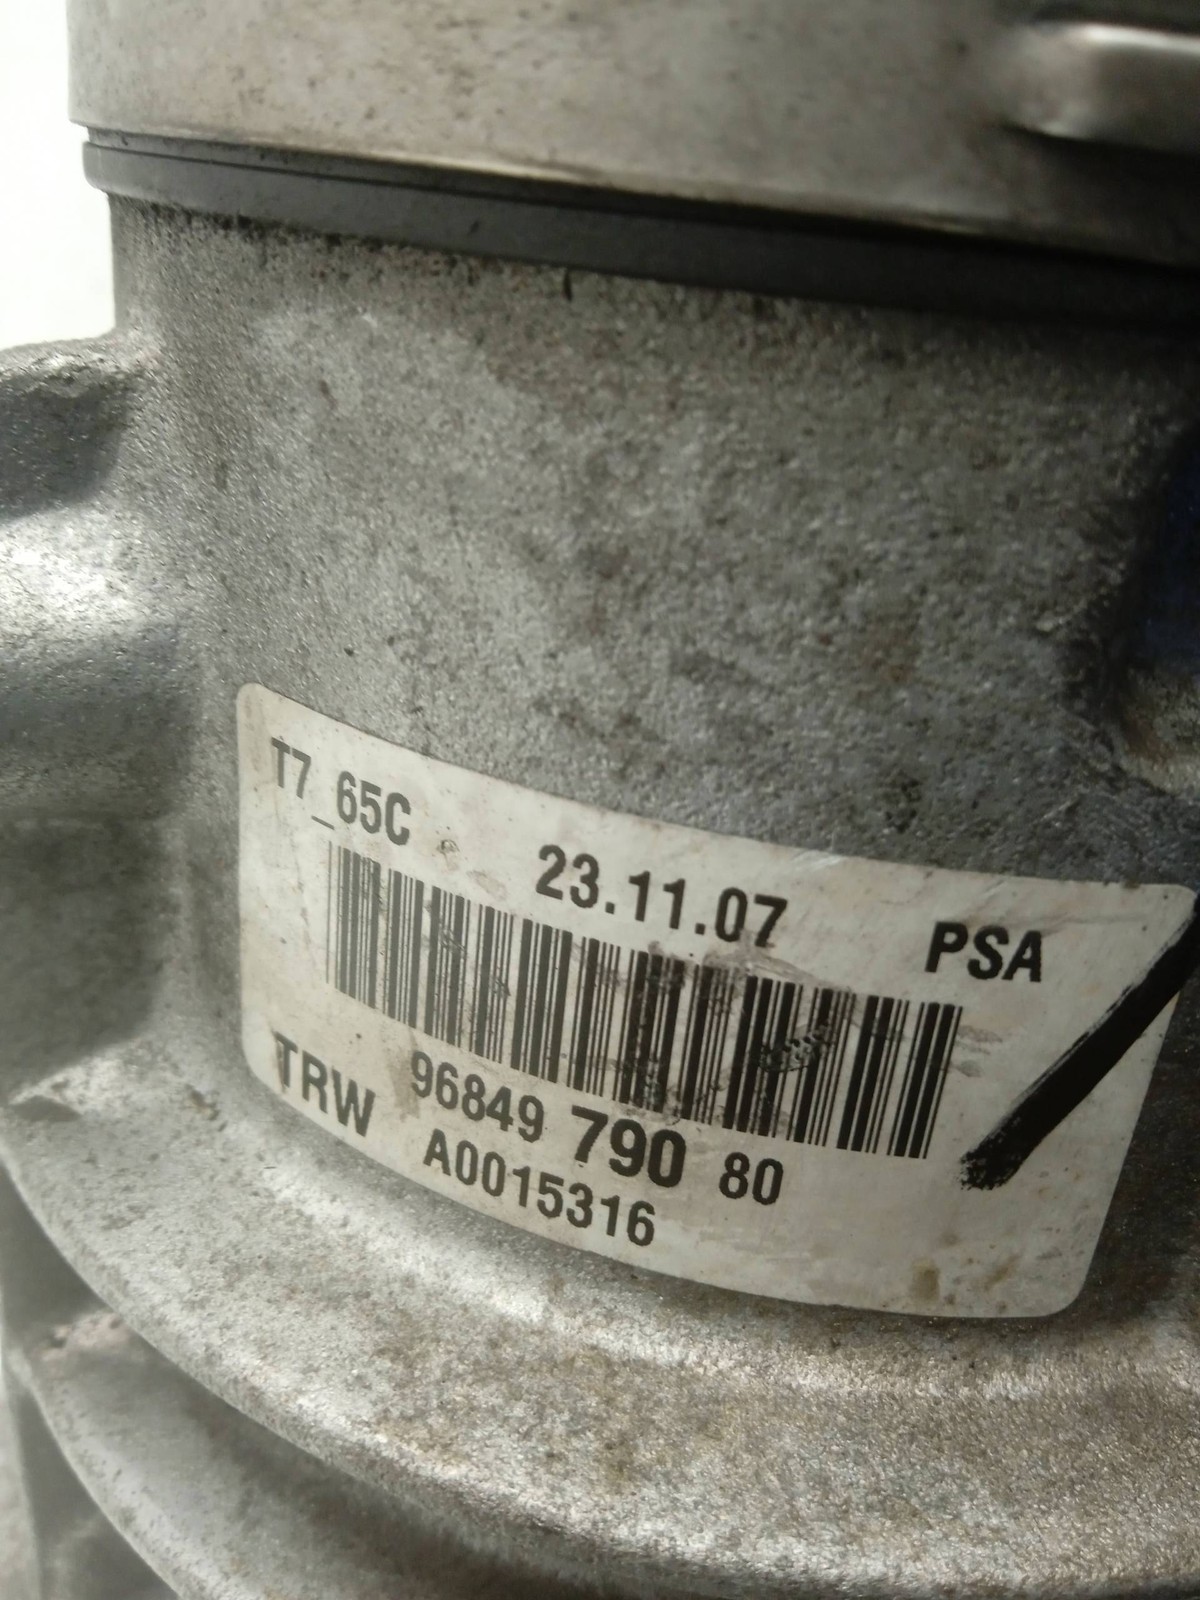 T7_65C 23.11.07 PSA
TRW 96849 790 80
A0015316